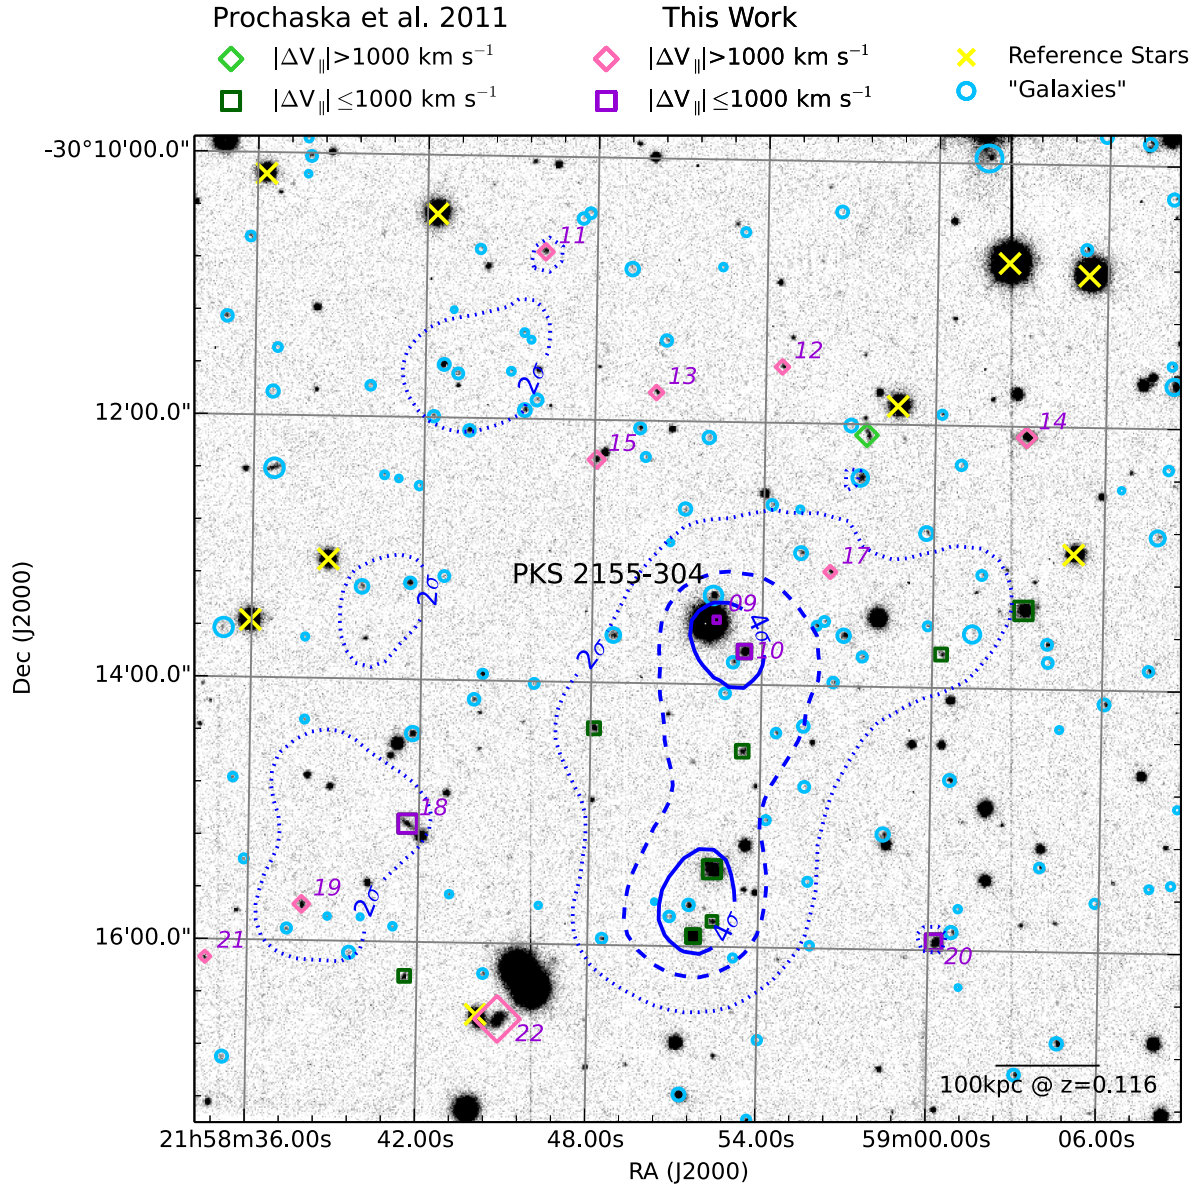 Prochaska et al. 2011
This Work
|ΔV∥|>1000 km s⁻¹
|ΔV∥|>1000 km s⁻¹
Reference Stars
|ΔV∥|≤1000 km s⁻¹
|ΔV∥|≤1000 km s⁻¹
"Galaxies"
-30°10'00.0"
11
12
2σ
13
12'00.0"
14
15
17
PKS 2155-304
2σ
09
4σ
2σ
10
Dec (J2000)
14'00.0"
18
19
2σ
4σ
16'00.0"
21
20
22
100kpc @ z=0.116
21ʰ58ᵐ36.00s
42.00s
48.00s
54.00s
59ᵐ00.00s
06.00s
RA (J2000)